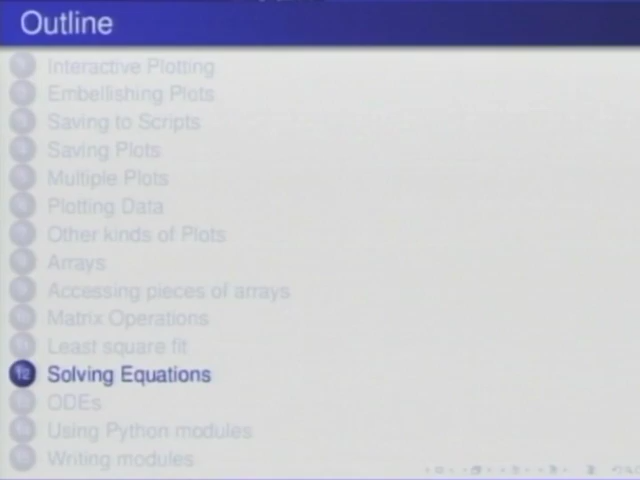 Outline
Interactive Plotting
Embellishing Plots
Saving to Scripts
Saving Plots
Multiple Plots
Plotting Data
Other kinds of Plots
Arrays
Accessing pieces of arrays
Matrix Operations
Least square fit
12 Solving Equations
ODEs
Using Python modules
Writing modules